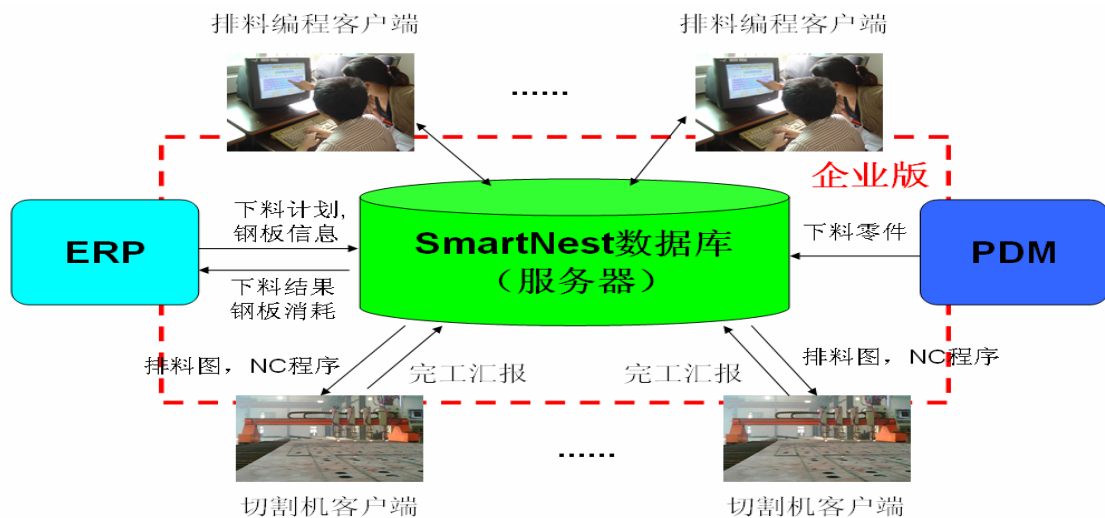 排料编程客户端
排料编程客户端
......
企业版
下料计划,
钢板信息
ERP
SmartNest数据库
（服务器）
下料零件
PDM
下料结果
钢板消耗
排料图，NC程序
完工汇报
完工汇报
排料图，NC程序
......
切割机客户端
切割机客户端